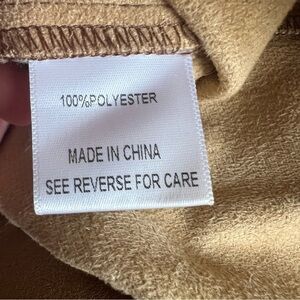 100%POLYESTER
MADE IN CHINA
SEE REVERSE FOR CARE